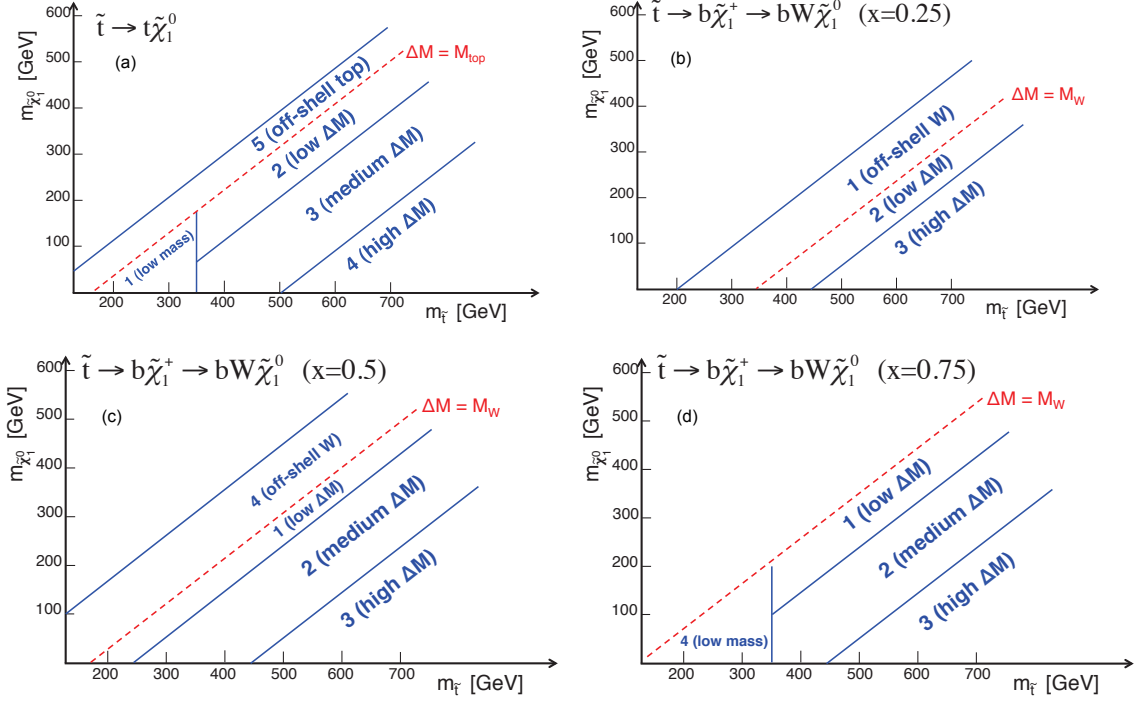 t̃ → tχ̃₁⁰
(a)
m_χ̃₁⁰ [GeV]
600
500
400
300
200
100
ΔM = M_top
5 (off-shell top)
2 (low ΔM)
3 (medium ΔM)
4 (high ΔM)
1 (low mass)
200 300 400 500 600 700
m_t̃ [GeV]
t̃ → bχ̃₁⁺ → bWχ̃₁⁰ (x=0.25)
(b)
m_χ̃₁⁰ [GeV]
600
500
400
300
200
100
ΔM = M_W
1 (off-shell W)
2 (low ΔM)
3 (high ΔM)
200 300 400 500 600 700
m_t̃ [GeV]
t̃ → bχ̃₁⁺ → bWχ̃₁⁰ (x=0.5)
(c)
m_χ̃₁⁰ [GeV]
600
500
400
300
200
100
ΔM = M_W
4 (off-shell W)
1 (low ΔM)
2 (medium ΔM)
3 (high ΔM)
200 300 400 500 600 700
m_t̃ [GeV]
t̃ → bχ̃₁⁺ → bWχ̃₁⁰ (x=0.75)
(d)
m_χ̃₁⁰ [GeV]
600
500
400
300
200
100
ΔM = M_W
1 (low ΔM)
2 (medium ΔM)
3 (high ΔM)
4 (low mass)
200 300 400 500 600 700
m_t̃ [GeV]